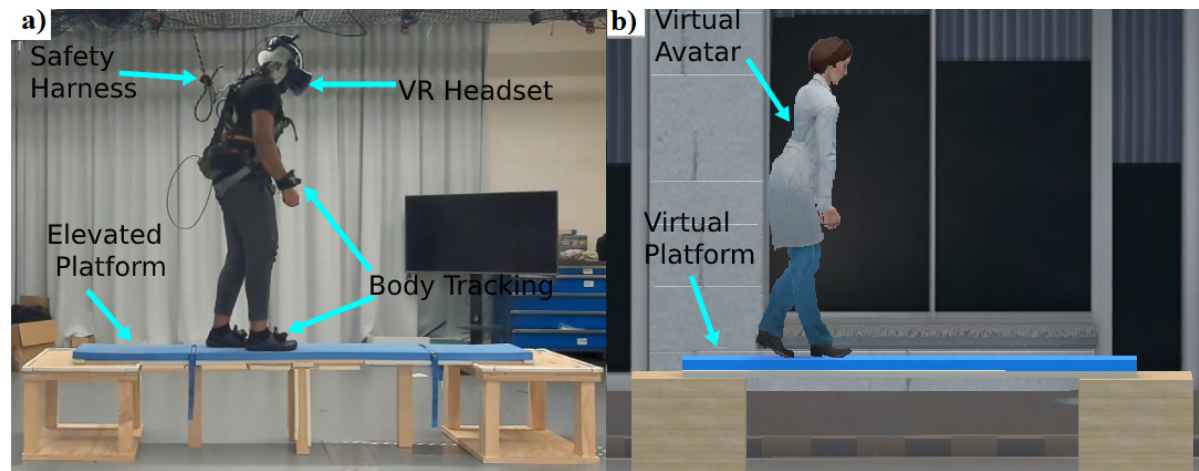 a)
Safety
Harness
VR Headset
Elevated
Platform
Body Tracking
b)
Virtual
Avatar
Virtual
Platform